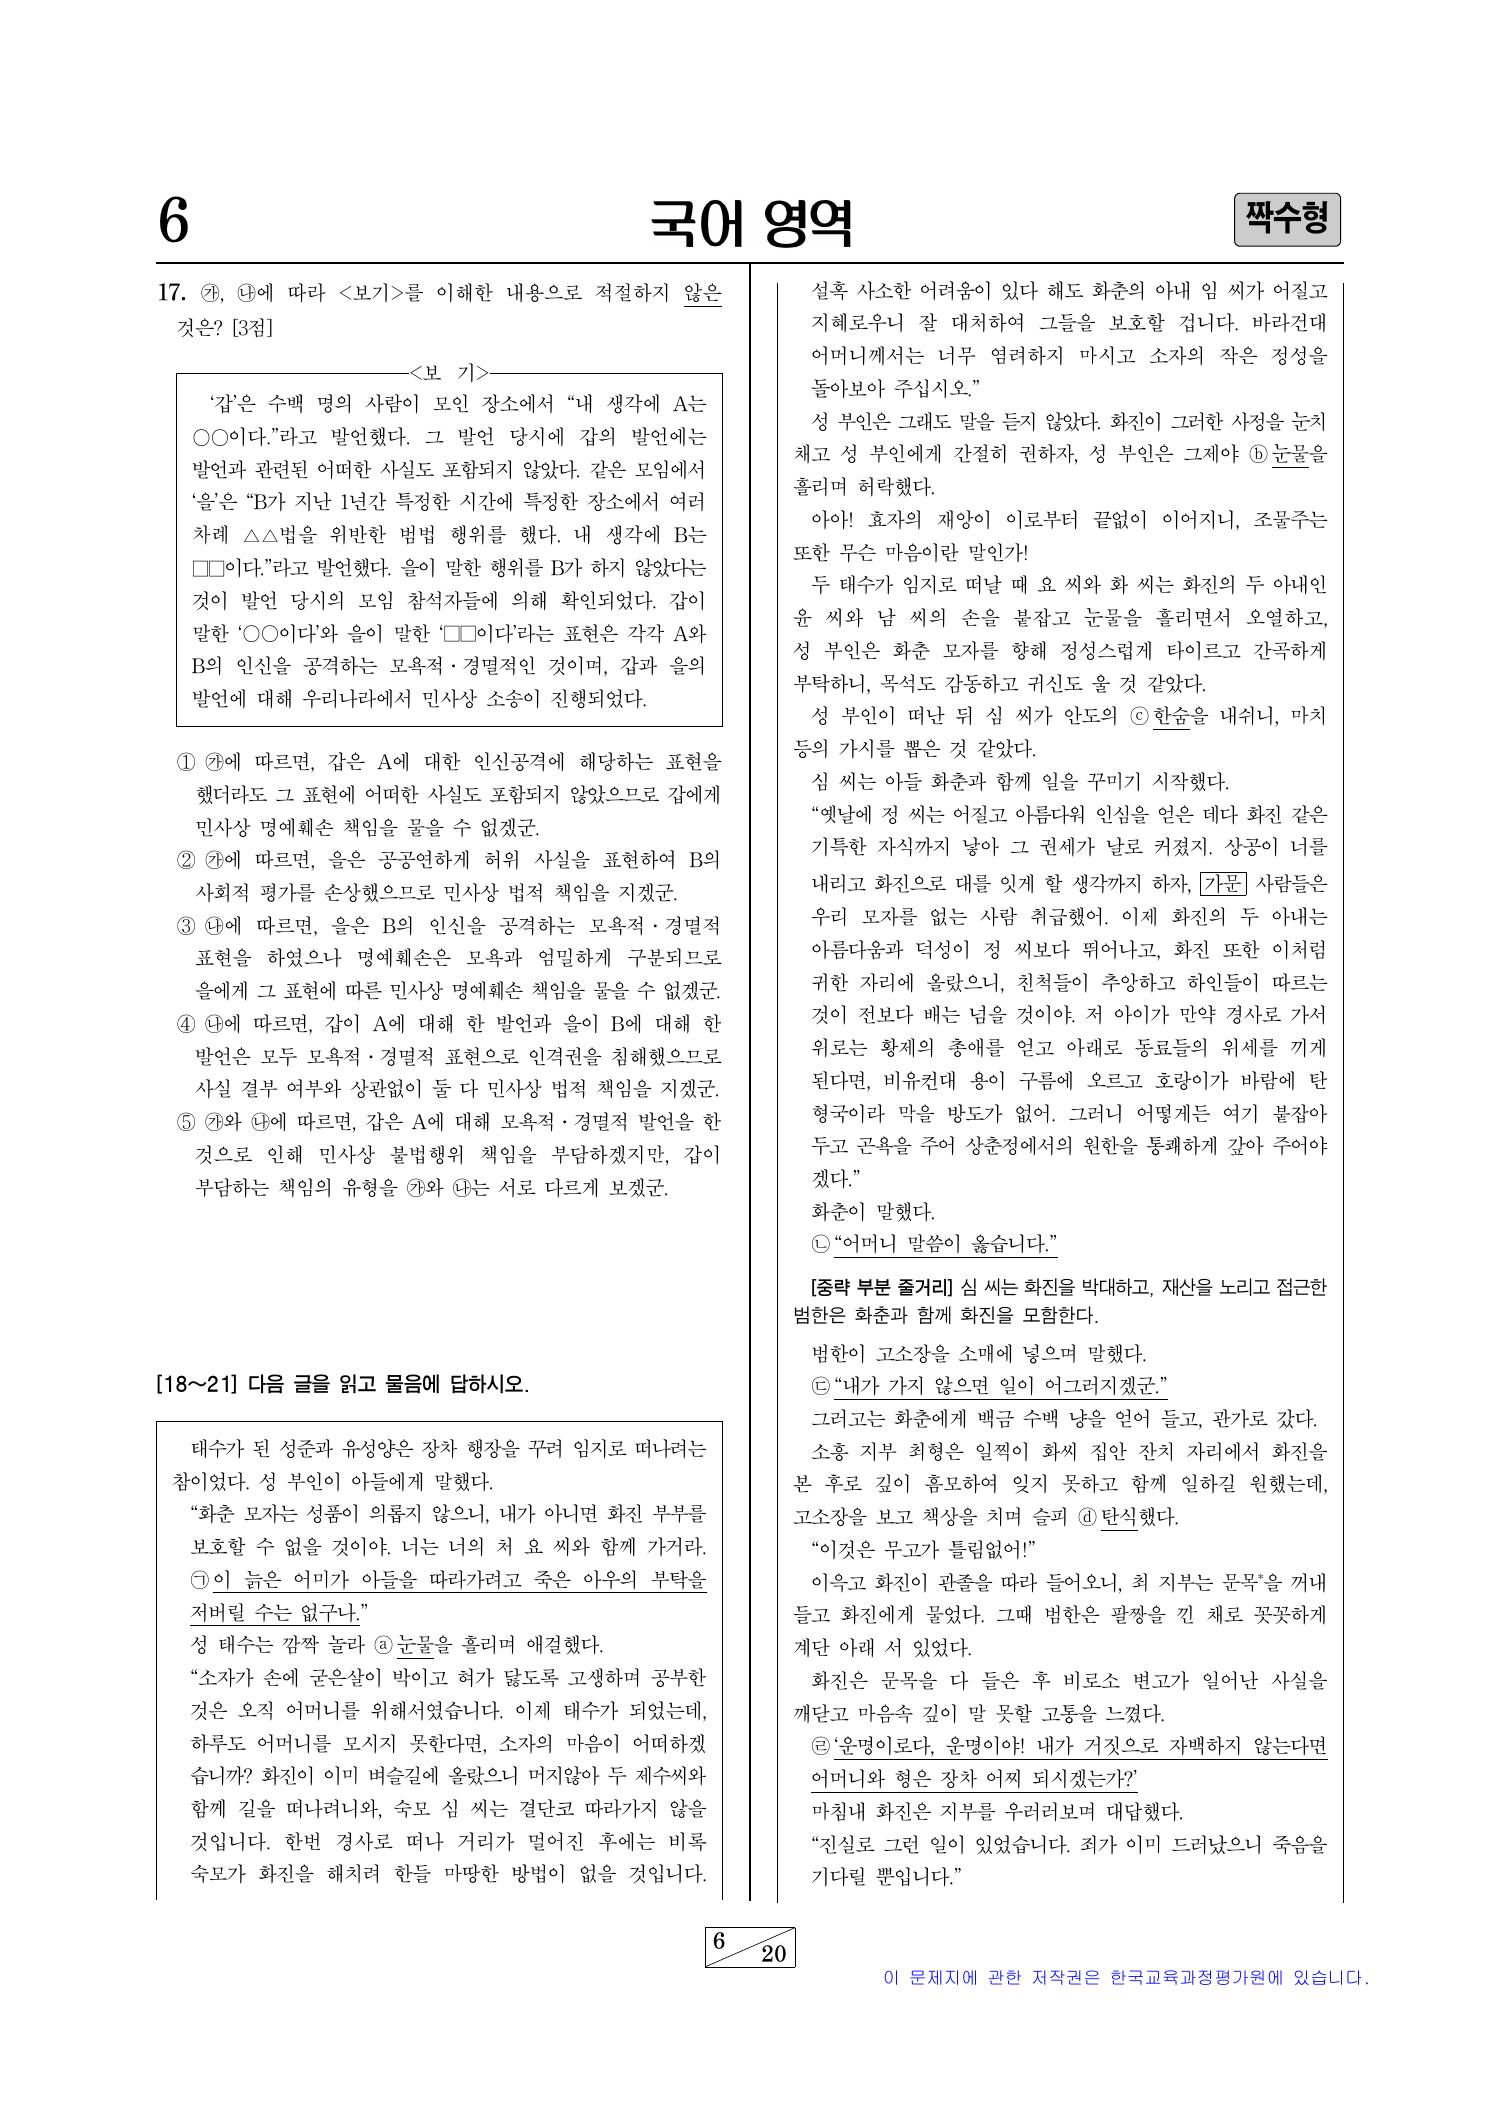 6
국어 영역
짝수형
17. ㉮, ㉯에 따라 <보기>를 이해한 내용으로 적절하지 않은
것은? [3점]
<보 기>
‘갑’은 수백 명의 사람이 모인 장소에서 “내 생각에 A는
○○이다.”라고 발언했다. 그 발언 당시에 갑의 발언에는
발언과 관련된 어떠한 사실도 포함되지 않았다. 같은 모임에서
‘을’은 “B가 지난 1년간 특정한 시간에 특정한 장소에서 여러
차례 △△법을 위반한 범법 행위를 했다. 내 생각에 B는
□□이다.”라고 발언했다. 을이 말한 행위를 B가 하지 않았다는
것이 발언 당시의 모임 참석자들에 의해 확인되었다. 갑이
말한 ‘○○이다’와 을이 말한 ‘□□이다’라는 표현은 각각 A와
B의 인신을 공격하는 모욕적·경멸적인 것이며, 갑과 을의
발언에 대해 우리나라에서 민사상 소송이 진행되었다.
① ㉮에 따르면, 갑은 A에 대한 인신공격에 해당하는 표현을
했더라도 그 표현에 어떠한 사실도 포함되지 않았으므로 갑에게
민사상 명예훼손 책임을 물을 수 없겠군.
② ㉮에 따르면, 을은 공공연하게 허위 사실을 표현하여 B의
사회적 평가를 손상했으므로 민사상 법적 책임을 지겠군.
③ ㉯에 따르면, 을은 B의 인신을 공격하는 모욕적·경멸적
표현을 하였으나 명예훼손은 모욕과 엄밀하게 구분되므로
을에게 그 표현에 따른 민사상 명예훼손 책임을 물을 수 없겠군.
④ ㉯에 따르면, 갑이 A에 대해 한 발언과 을이 B에 대해 한
발언은 모두 모욕적·경멸적 표현으로 인격권을 침해했으므로
사실 결부 여부와 상관없이 둘 다 민사상 법적 책임을 지겠군.
⑤ ㉮와 ㉯에 따르면, 갑은 A에 대해 모욕적·경멸적 발언을 한
것으로 인해 민사상 불법행위 책임을 부담하겠지만, 갑이
부담하는 책임의 유형을 ㉮와 ㉯는 서로 다르게 보겠군.
[18~21] 다음 글을 읽고 물음에 답하시오.
태수가 된 성준과 유성양은 장차 행장을 꾸려 임지로 떠나려는
참이었다. 성 부인이 아들에게 말했다.
“화춘 모자는 성품이 의롭지 않으니, 내가 아니면 화진 부부를
보호할 수 없을 것이야. 너는 너의 처 요 씨와 함께 가거라.
㉠이 늙은 어미가 아들을 따라가려고 죽은 아우의 부탁을
저버릴 수는 없구나.”
성 태수는 깜짝 놀라 ⓐ눈물을 흘리며 애걸했다.
“소자가 손에 굳은살이 박이고 혀가 닳도록 고생하며 공부한
것은 오직 어머니를 위해서였습니다. 이제 태수가 되었는데,
하루도 어머니를 모시지 못한다면, 소자의 마음이 어떠하겠
습니까? 화진이 이미 벼슬길에 올랐으니 머지않아 두 제수씨와
함께 길을 떠나려니와, 숙모 심 씨는 결단코 따라가지 않을
것입니다. 한번 경사로 떠나 거리가 멀어진 후에는 비록
숙모가 화진을 해치려 한들 마땅한 방법이 없을 것입니다.
설혹 사소한 어려움이 있다 해도 화춘의 아내 임 씨가 어질고
지혜로우니 잘 대처하여 그들을 보호할 겁니다. 바라건대
어머니께서는 너무 염려하지 마시고 소자의 작은 정성을
돌아보아 주십시오.”
성 부인은 그래도 말을 듣지 않았다. 화진이 그러한 사정을 눈치
채고 성 부인에게 간절히 권하자, 성 부인은 그제야 ⓑ눈물을
흘리며 허락했다.
아아! 효자의 재앙이 이로부터 끝없이 이어지니, 조물주는
또한 무슨 마음이란 말인가!
두 태수가 임지로 떠날 때 요 씨와 화 씨는 화진의 두 아내인
윤 씨와 남 씨의 손을 붙잡고 눈물을 흘리면서 오열하고,
성 부인은 화춘 모자를 향해 정성스럽게 타이르고 간곡하게
부탁하니, 목석도 감동하고 귀신도 울 것 같았다.
성 부인이 떠난 뒤 심 씨가 안도의 ⓒ한숨을 내쉬니, 마치
등의 가시를 뽑은 것 같았다.
심 씨는 아들 화춘과 함께 일을 꾸미기 시작했다.
“옛날에 정 씨는 어질고 아름다워 인심을 얻은 데다 화진 같은
기특한 자식까지 낳아 그 권세가 날로 커졌지. 상공이 너를
내리고 화진으로 대를 잇게 할 생각까지 하자, 가문 사람들은
우리 모자를 없는 사람 취급했어. 이제 화진의 두 아내는
아름다움과 덕성이 정 씨보다 뛰어나고, 화진 또한 이처럼
귀한 자리에 올랐으니, 친척들이 추앙하고 하인들이 따르는
것이 전보다 배는 넘을 것이야. 저 아이가 만약 경사로 가서
위로는 황제의 총애를 얻고 아래로 동료들의 위세를 끼게
된다면, 비유컨대 용이 구름에 오르고 호랑이가 바람에 탄
형국이라 막을 방도가 없어. 그러니 어떻게든 여기 붙잡아
두고 곤욕을 주어 상춘정에서의 원한을 통쾌하게 갚아 주어야
겠다.”
화춘이 말했다.
㉡“어머니 말씀이 옳습니다.”
[중략 부분 줄거리] 심 씨는 화진을 박대하고, 재산을 노리고 접근한
범한은 화춘과 함께 화진을 모함한다.
범한이 고소장을 소매에 넣으며 말했다.
㉢“내가 가지 않으면 일이 어그러지겠군.”
그러고는 화춘에게 백금 수백 냥을 얻어 들고, 관가로 갔다.
소흥 지부 최형은 일찍이 화씨 집안 잔치 자리에서 화진을
본 후로 깊이 흠모하여 잊지 못하고 함께 일하길 원했는데,
고소장을 보고 책상을 치며 슬피 ⓓ탄식했다.
“이것은 무고가 틀림없어!”
이윽고 화진이 관졸을 따라 들어오니, 최 지부는 문목*을 꺼내
들고 화진에게 물었다. 그때 범한은 팔짱을 낀 채로 꼿꼿하게
계단 아래 서 있었다.
화진은 문목을 다 들은 후 비로소 변고가 일어난 사실을
깨닫고 마음속 깊이 말 못할 고통을 느꼈다.
㉣‘운명이로다, 운명이야! 내가 거짓으로 자백하지 않는다면
어머니와 형은 장차 어찌 되시겠는가?’
마침내 화진은 지부를 우러러보며 대답했다.
“진실로 그런 일이 있었습니다. 죄가 이미 드러났으니 죽음을
기다릴 뿐입니다.”
6
20
이 문제지에 관한 저작권은 한국교육과정평가원에 있습니다.